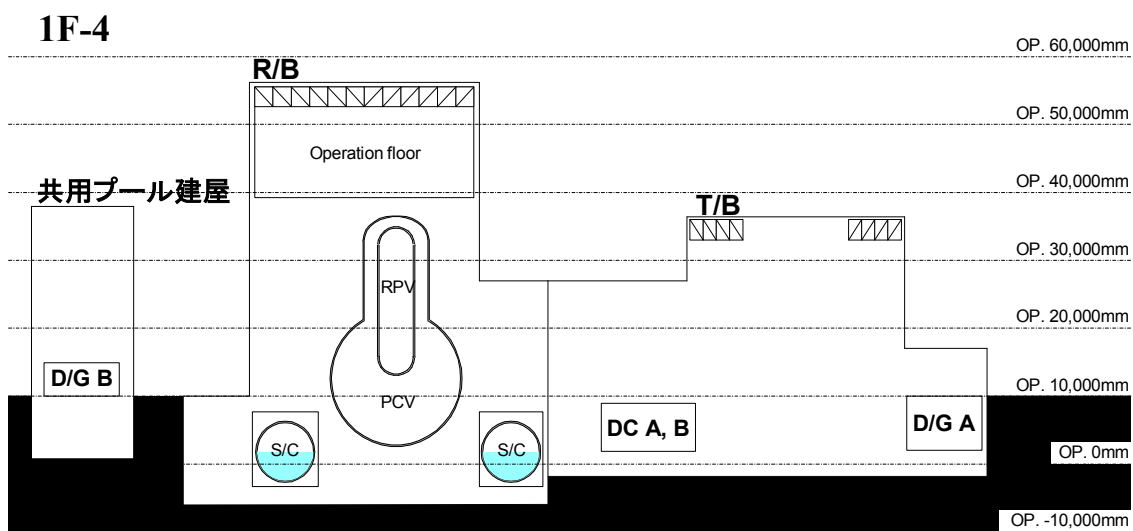 1F-4
OP. 60,000mm
R/B
OP. 50,000mm
Operation floor
共用プール建屋
OP. 40,000mm
T/B
OP. 30,000mm
RPV
OP. 20,000mm
D/G B
OP. 10,000mm
PCV
DC A, B
D/G A
S/C
S/C
OP. 0mm
OP. -10,000mm